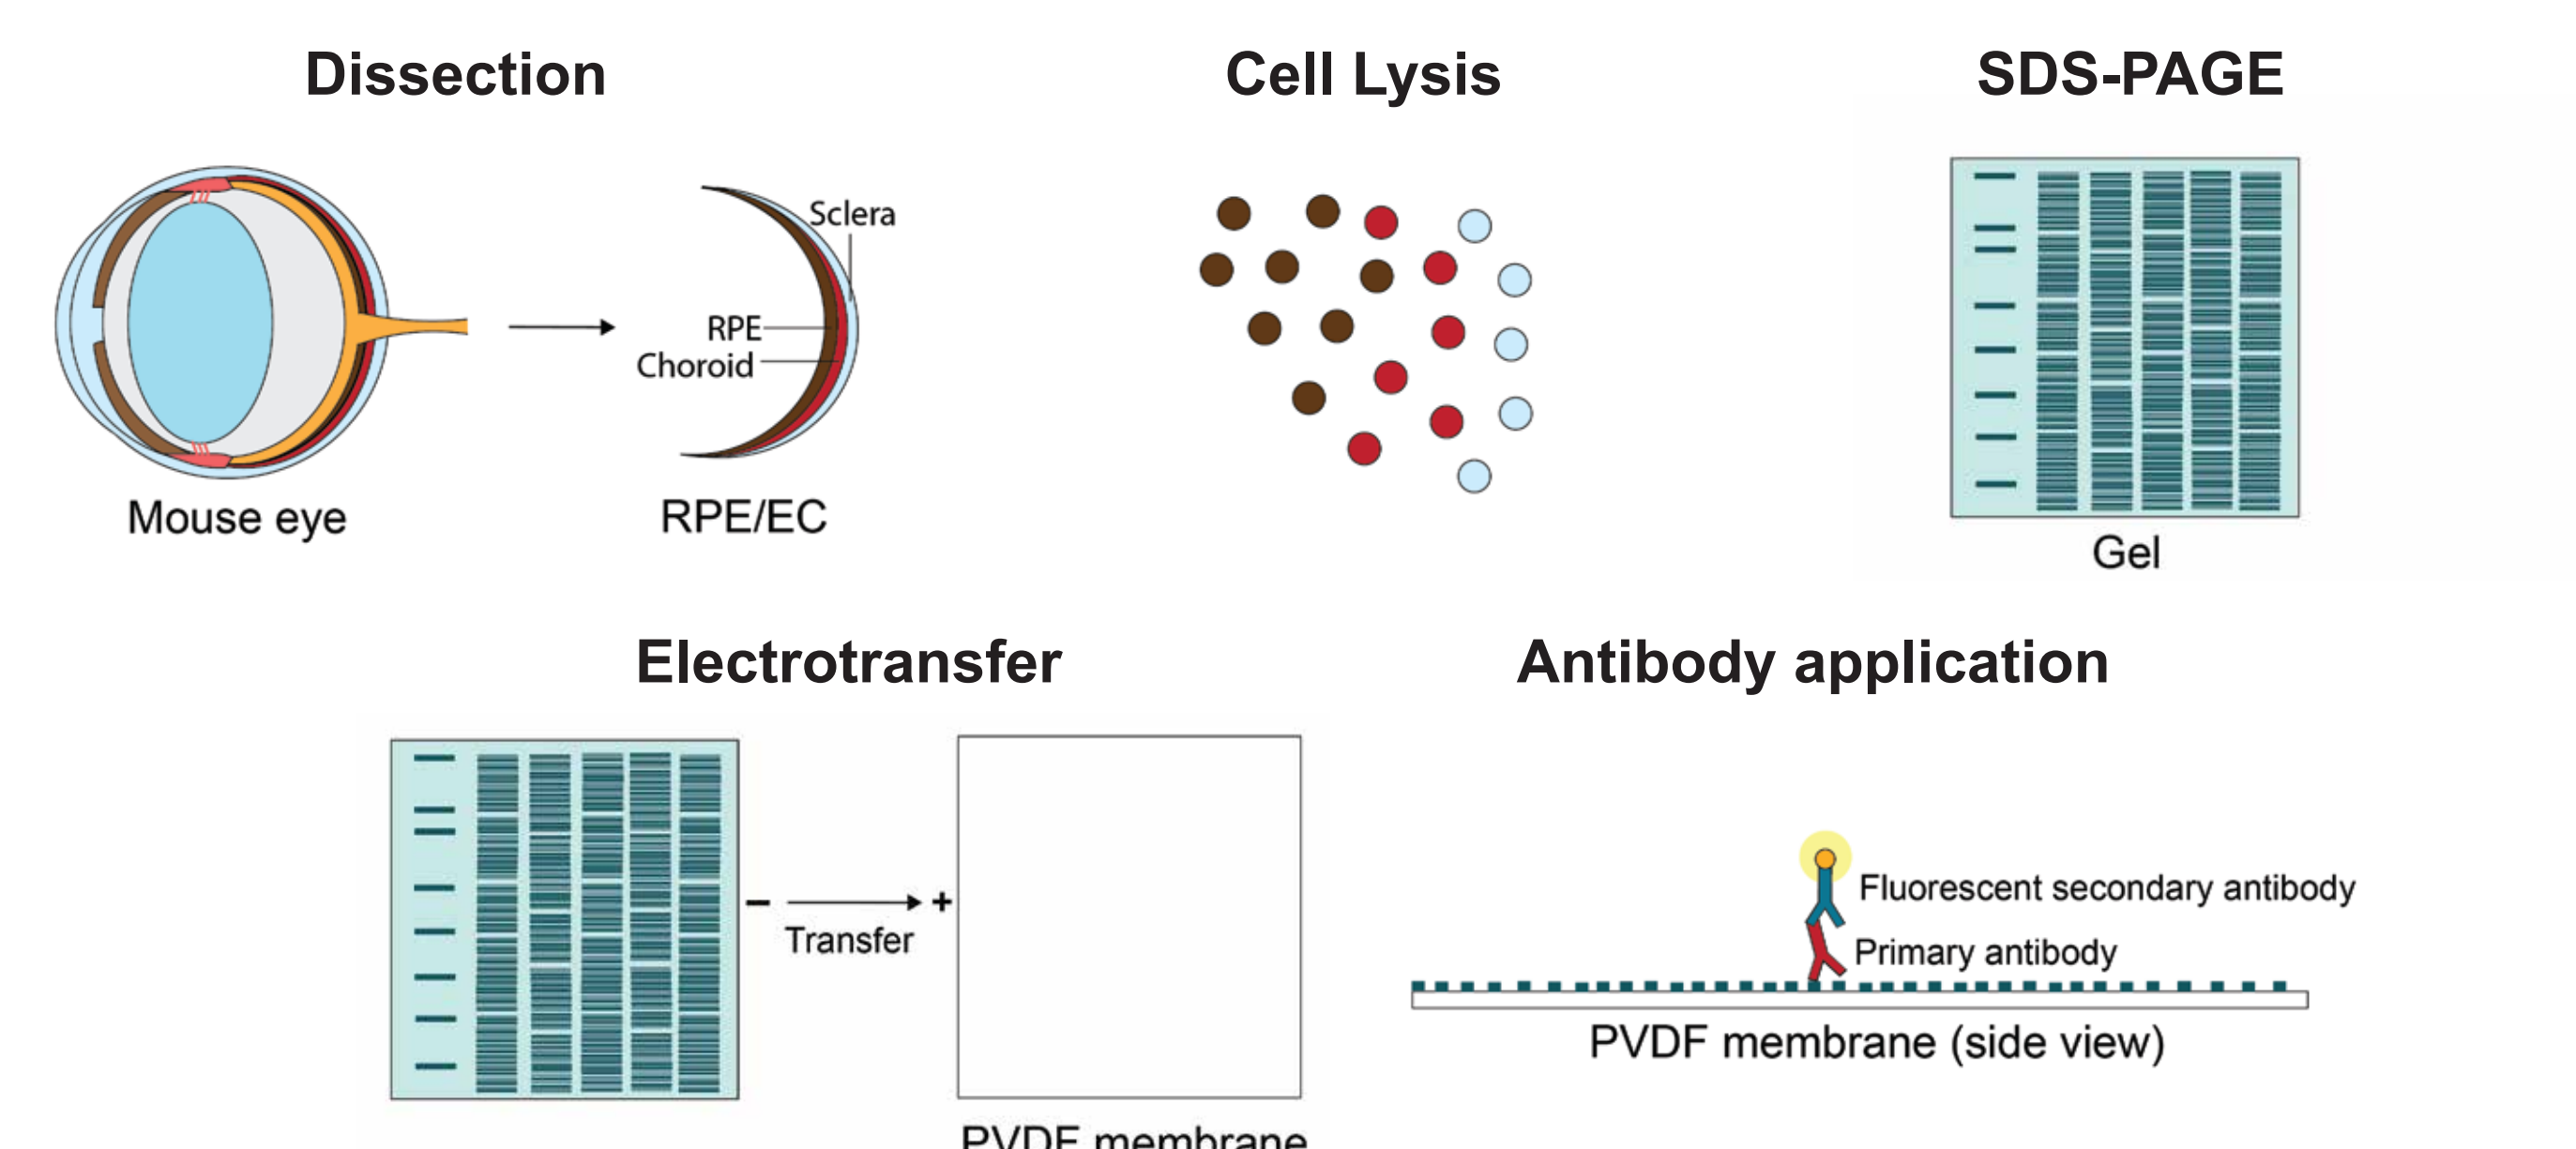 Dissection
Cell Lysis
SDS-PAGE
Sclera
RPE
Choroid
Mouse eye
RPE/EC
Gel
Electrotransfer
Antibody application
− Transfer +
Fluorescent secondary antibody
Primary antibody
PVDF membrane (side view)
PVDF membrane